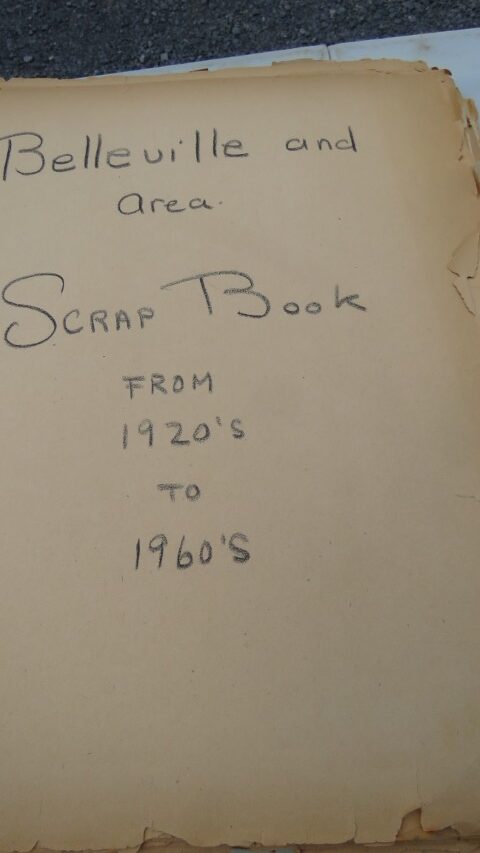 Belleville and
area.
SCRAP Book
FROM
1920'S
TO
1960'S